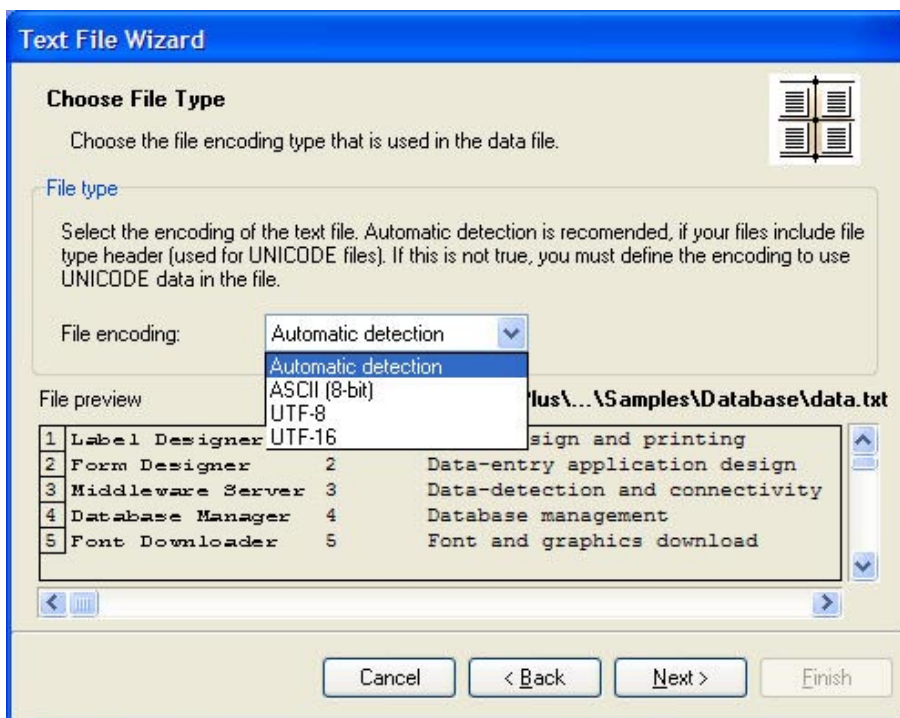 Text File Wizard
Choose File Type
Choose the file encoding type that is used in the data file.
File type
Select the encoding of the text file. Automatic detection is recomended, if your files include file
type header (used for UNICODE files). If this is not true, you must define the encoding to use
UNICODE data in the file.
File encoding: Automatic detection
Automatic detection
ASCII (8-bit)
UTF-8
UTF-16
File preview lus\...\Samples\Database\data.txt
1 Label Designer sign and printing
2 Form Designer 2 Data-entry application design
3 Middleware Server 3 Data-detection and connectivity
4 Database Manager 4 Database management
5 Font Downloader 5 Font and graphics download
Cancel < Back Next > Finish